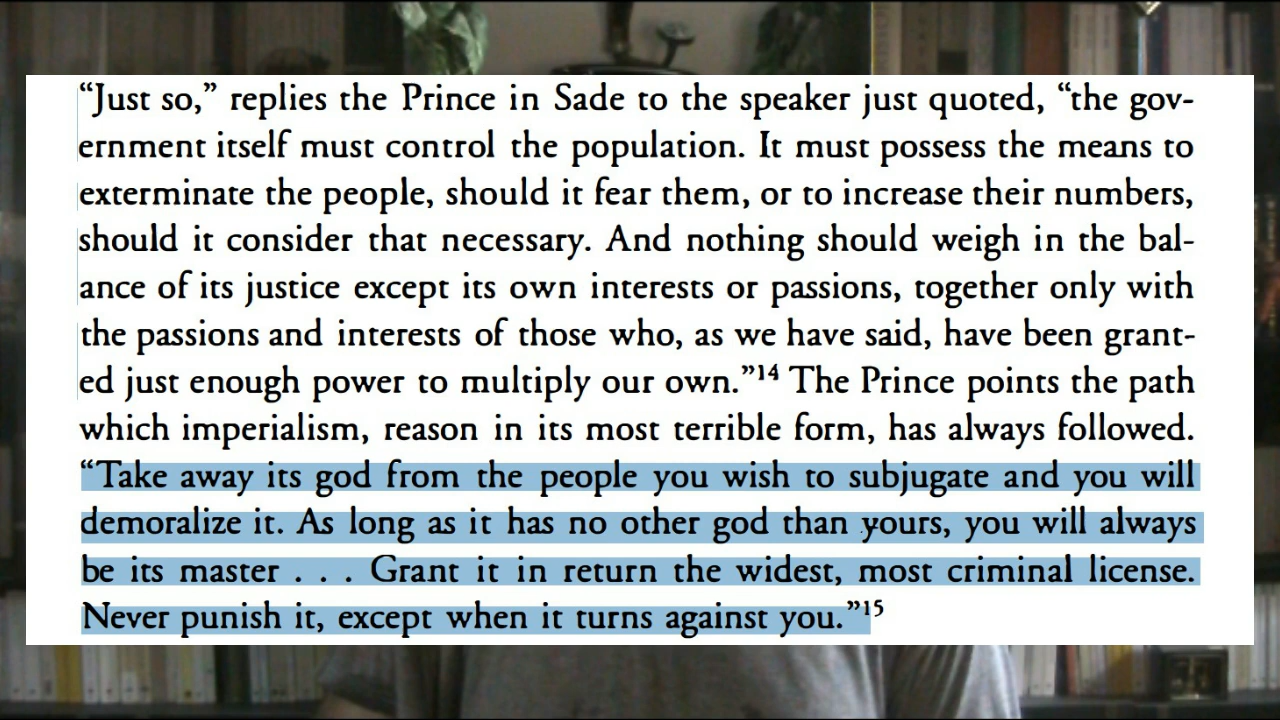 “Just so,” replies the Prince in Sade to the speaker just quoted, “the gov-
ernment itself must control the population. It must possess the means to
exterminate the people, should it fear them, or to increase their numbers,
should it consider that necessary. And nothing should weigh in the bal-
ance of its justice except its own interests or passions, together only with
the passions and interests of those who, as we have said, have been grant-
ed just enough power to multiply our own.”14 The Prince points the path
which imperialism, reason in its most terrible form, has always followed.
“Take away its god from the people you wish to subjugate and you will
demoralize it. As long as it has no other god than yours, you will always
be its master . . . Grant it in return the widest, most criminal license.
Never punish it, except when it turns against you.”15